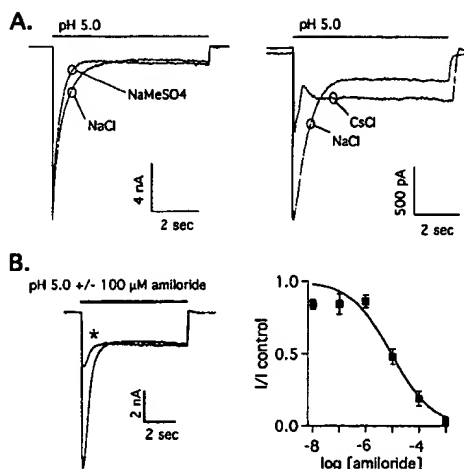 A.
pH 5.0
NaMeSO4
NaCl
4 nA
2 sec
pH 5.0
CsCl
NaCl
500 pA
2 sec
B.
pH 5.0 +/- 100 μM amiloride
*
2 nA
2 sec
I/I control
1.0
0.5
0.0
-8 -6 -4
log [amiloride]